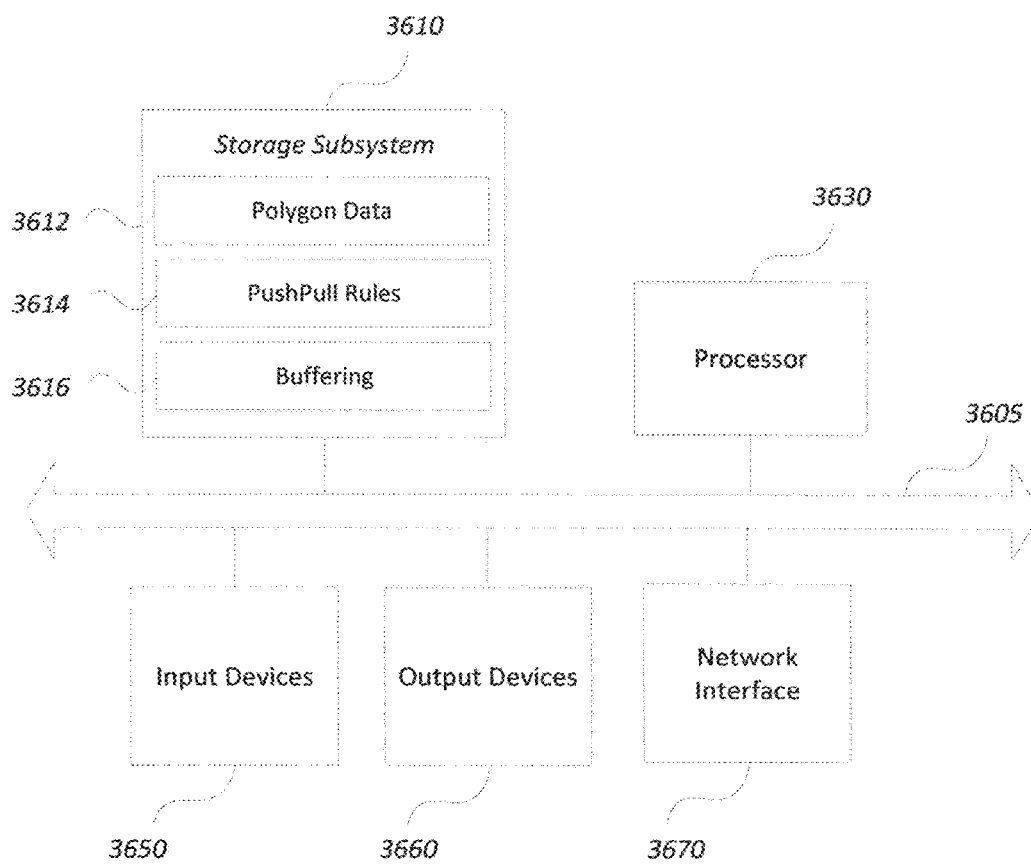 3610
Storage Subsystem
3612
Polygon Data
3630
3614
PushPull Rules
Processor
3616
Buffering
3605
Input Devices
Output Devices
Network
Interface
3650
3660
3670